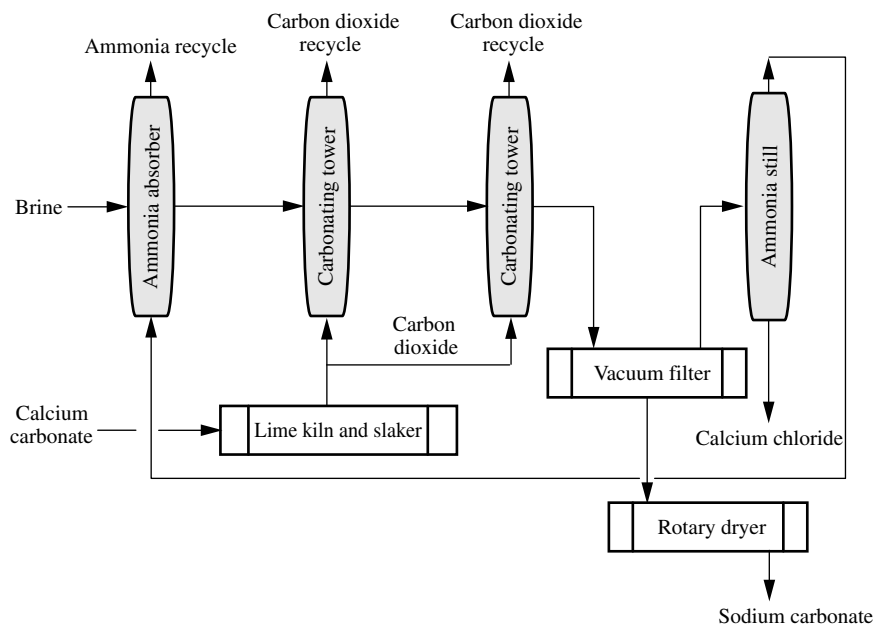 Carbon dioxide
recycle
Carbon dioxide
recycle
Ammonia recycle
Brine
Ammonia absorber
Carbonating tower
Carbonating tower
Ammonia still
Carbon
dioxide
Vacuum filter
Calcium
carbonate
Lime kiln and slaker
Calcium chloride
Rotary dryer
Sodium carbonate